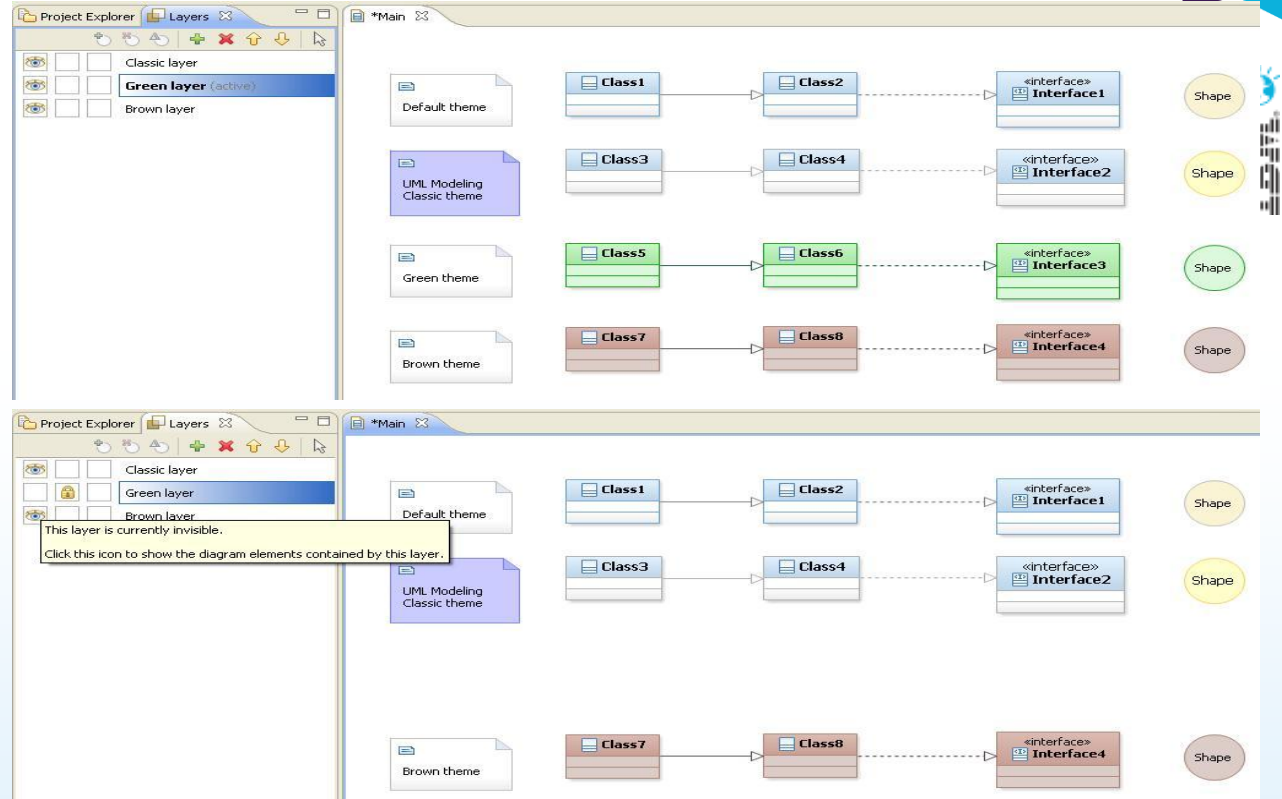 Project Explorer
Layers
*Main
Classic layer
Green layer (active)
Brown layer
Default theme
Class1
Class2
«interface»
Interface1
Shape
UML Modeling
Classic theme
Class3
Class4
«interface»
Interface2
Shape
Green theme
Class5
Class6
«interface»
Interface3
Shape
Brown theme
Class7
Class8
«interface»
Interface4
Shape
Project Explorer
Layers
*Main
Classic layer
Green layer
Brown layer
This layer is currently invisible.
Click this icon to show the diagram elements contained by this layer.
Default theme
Class1
Class2
«interface»
Interface1
Shape
UML Modeling
Classic theme
Class3
Class4
«interface»
Interface2
Shape
Brown theme
Class7
Class8
«interface»
Interface4
Shape